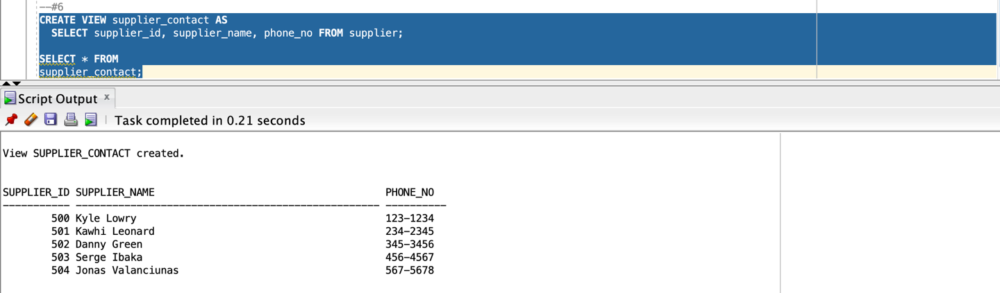 --#6
CREATE VIEW supplier_contact AS
  SELECT supplier_id, supplier_name, phone_no FROM supplier;
SELECT * FROM
supplier_contact;
Script Output x
Task completed in 0.21 seconds
View SUPPLIER_CONTACT created.
SUPPLIER_ID SUPPLIER_NAME                                      PHONE_NO
----------- -------------------------------------------------- ----------
        500 Kyle Lowry                                         123-1234
        501 Kawhi Leonard                                      234-2345
        502 Danny Green                                        345-3456
        503 Serge Ibaka                                        456-4567
        504 Jonas Valanciunas                                  567-5678